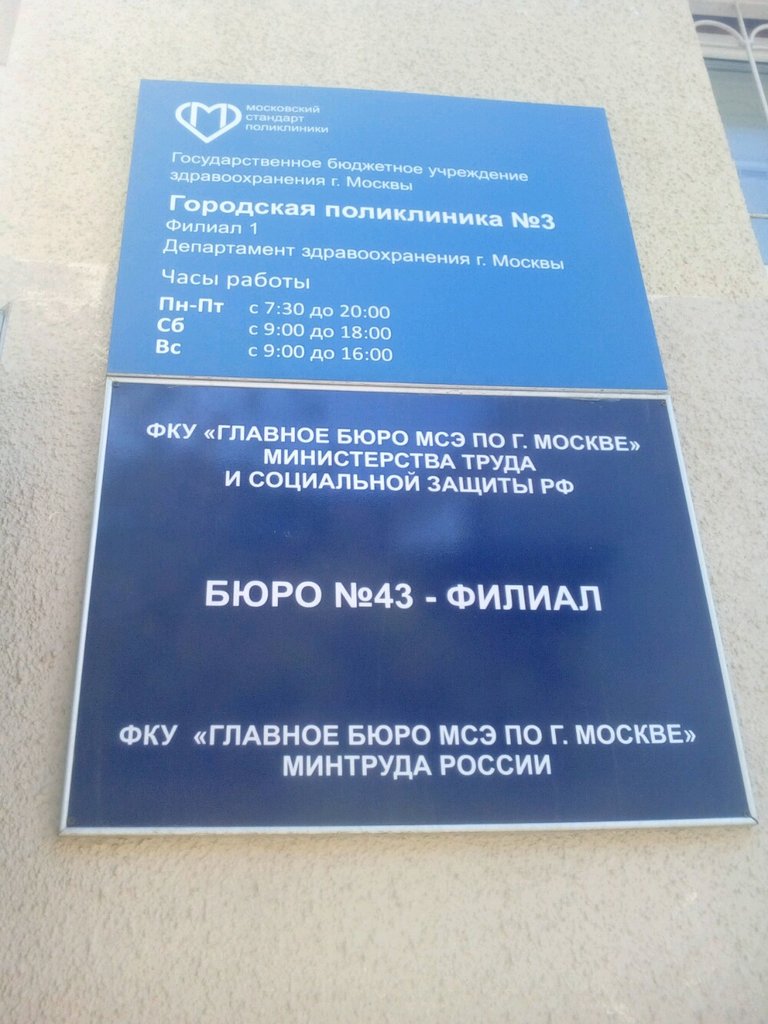 московский
стандарт
поликлиники
Государственное бюджетное учреждение
здравоохранения г. Москвы
Городская поликлиника №3
Филиал 1
Департамент здравоохранения г. Москвы
Часы работы
Пн-Пт с 7:30 до 20:00
Сб с 9:00 до 18:00
Вс с 9:00 до 16:00
ФКУ «ГЛАВНОЕ БЮРО МСЭ ПО Г. МОСКВЕ»
МИНИСТЕРСТВА ТРУДА
И СОЦИАЛЬНОЙ ЗАЩИТЫ РФ
БЮРО №43 - ФИЛИАЛ
ФКУ «ГЛАВНОЕ БЮРО МСЭ ПО Г. МОСКВЕ»
МИНТРУДА РОССИИ